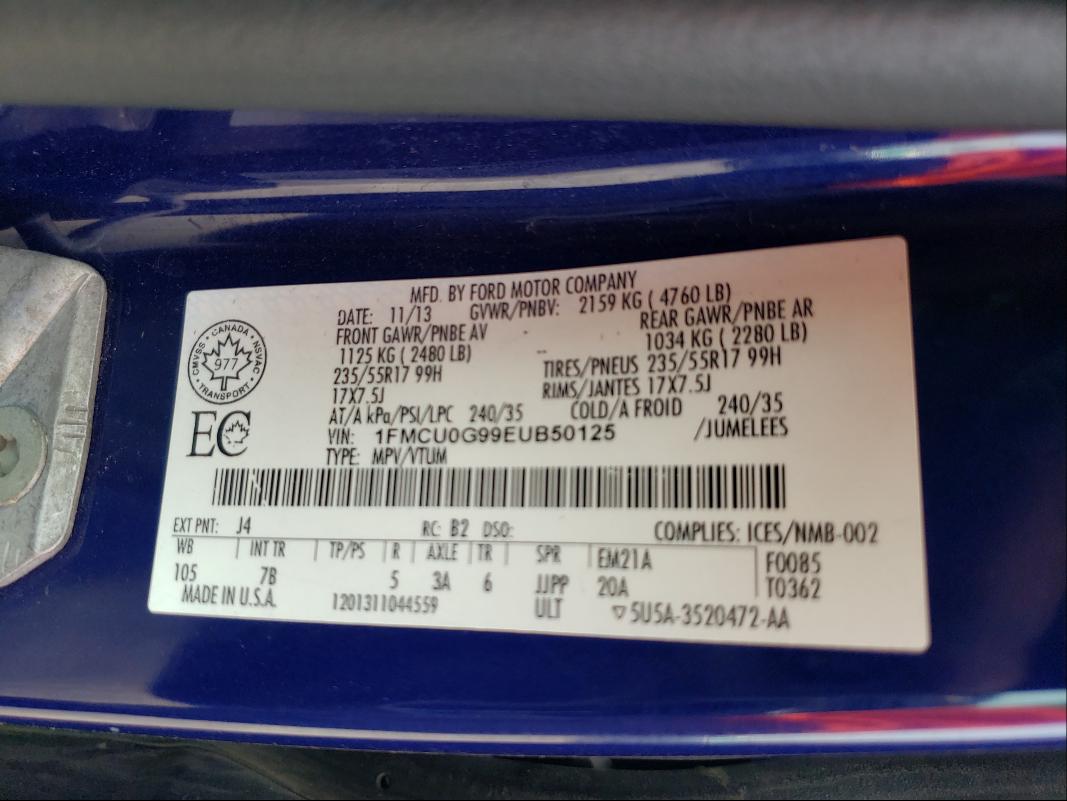 MFD. BY FORD MOTOR COMPANY
DATE: 11/13 GVWR/PNBV: 2159 KG ( 4760 LB)
FRONT GAWR/PNBE AV REAR GAWR/PNBE AR
1125 KG ( 2480 LB) 1034 KG ( 2280 LB)
235/55R17 99H TIRES/PNEUS 235/55R17 99H
17X7.5J RIMS/JANTES 17X7.5J
AT/A kPa/PSI/LPC 240/35 COLD/A FROID 240/35
VIN: 1FMCU0G99EUB50125 /JUMELEES
TYPE: MPV/VTUM
CANADA
CMVSS · NSVAC
977
TRANSPORT
EC
EXT PNT: J4 RC: B2 DSO: COMPLIES: ICES/NMB-002
WB INT TR TP/PS R AXLE TR SPR EM21A F0085
105 7B 5 3A 6 JJPP 20A T0362
MADE IN U.S.A. 1201311044559 ULT ▽5U5A-3520472-AA